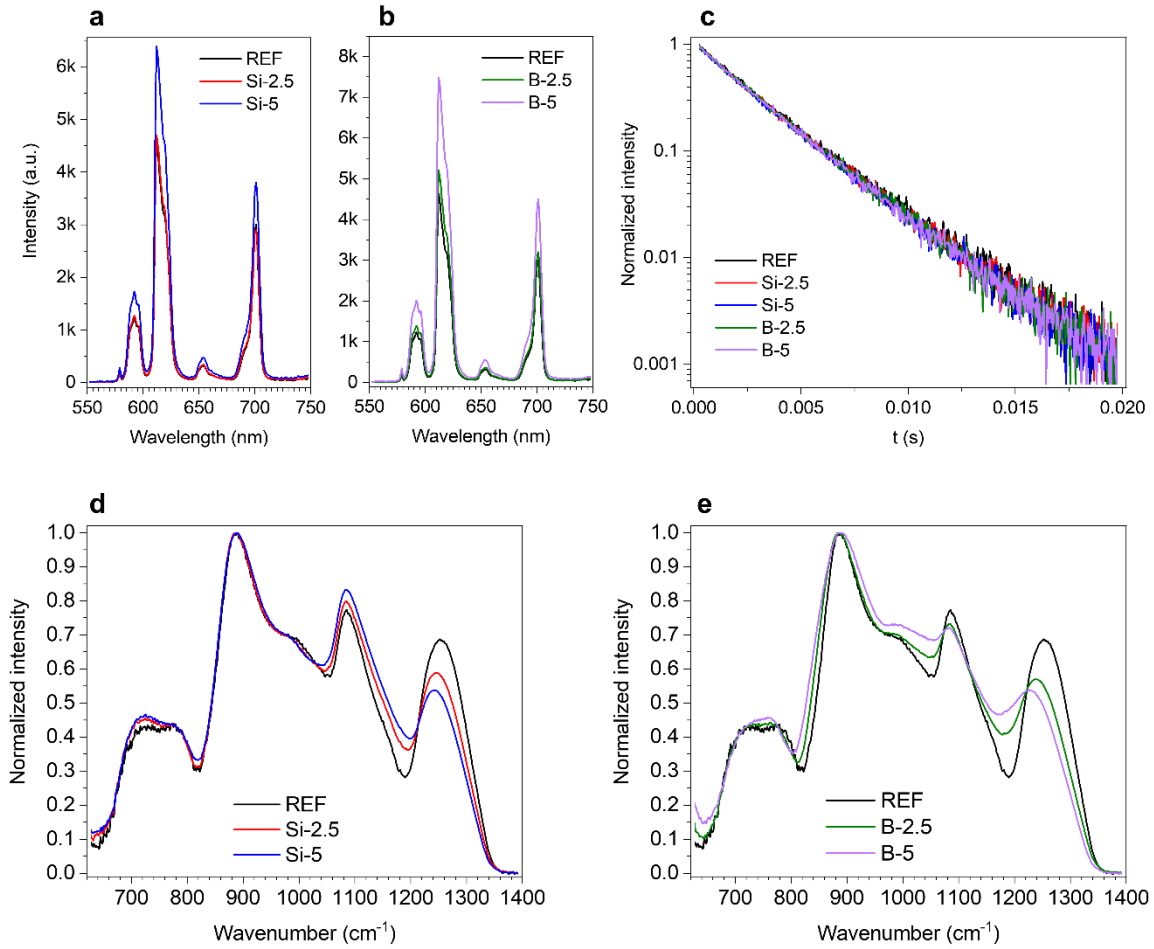 a
REF
Si-2.5
Si-5
6k
5k
4k
3k
2k
1k
0
550 600 650 700 750
Intensity (a.u.)
Wavelength (nm)
b
REF
B-2.5
B-5
8k
7k
6k
5k
4k
3k
2k
1k
0
550 600 650 700 750
Wavelength (nm)
c
1
0.1
0.01
0.001
Normalized intensity
REF
Si-2.5
Si-5
B-2.5
B-5
0.000 0.005 0.010 0.015 0.020
t (s)
d
1.0
0.9
0.8
0.7
0.6
0.5
0.4
0.3
0.2
0.1
0.0
Normalized intensity
REF
Si-2.5
Si-5
700 800 900 1000 1100 1200 1300 1400
Wavenumber (cm⁻¹)
e
1.0
0.9
0.8
0.7
0.6
0.5
0.4
0.3
0.2
0.1
0.0
Normalized intensity
REF
B-2.5
B-5
700 800 900 1000 1100 1200 1300 1400
Wavenumber (cm⁻¹)